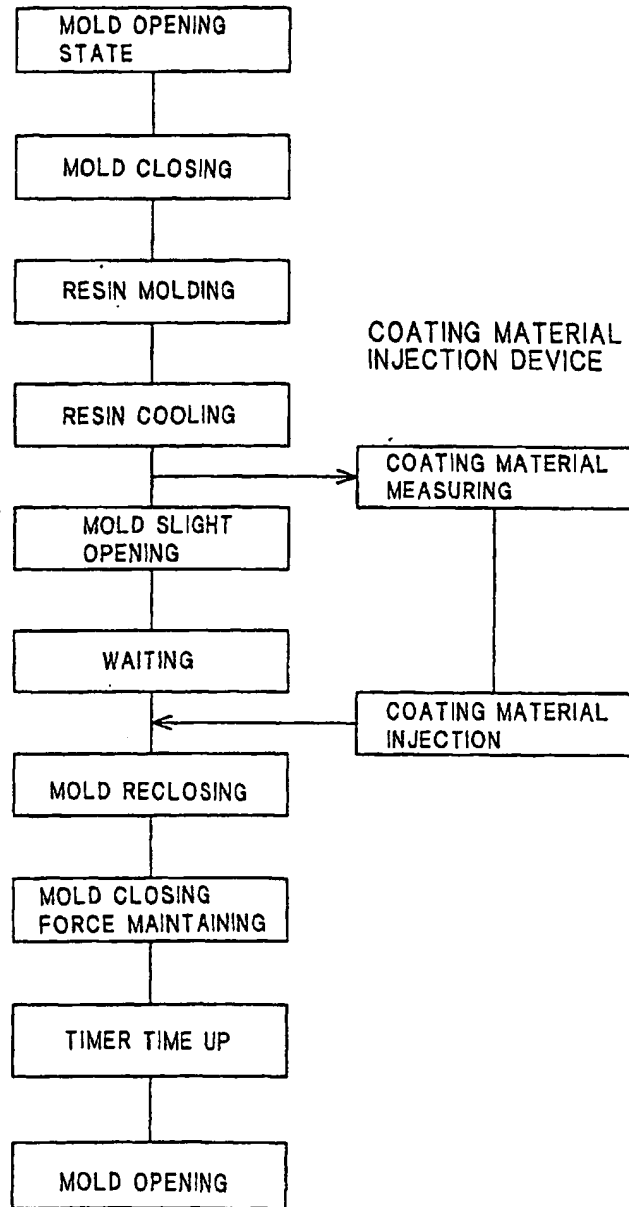 MOLD OPENING
STATE
MOLD CLOSING
RESIN MOLDING
RESIN COOLING
COATING MATERIAL
INJECTION DEVICE
COATING MATERIAL
MEASURING
MOLD SLIGHT
OPENING
WAITING
COATING MATERIAL
INJECTION
MOLD RECLOSING
MOLD CLOSING
FORCE MAINTAINING
TIMER TIME UP
MOLD OPENING